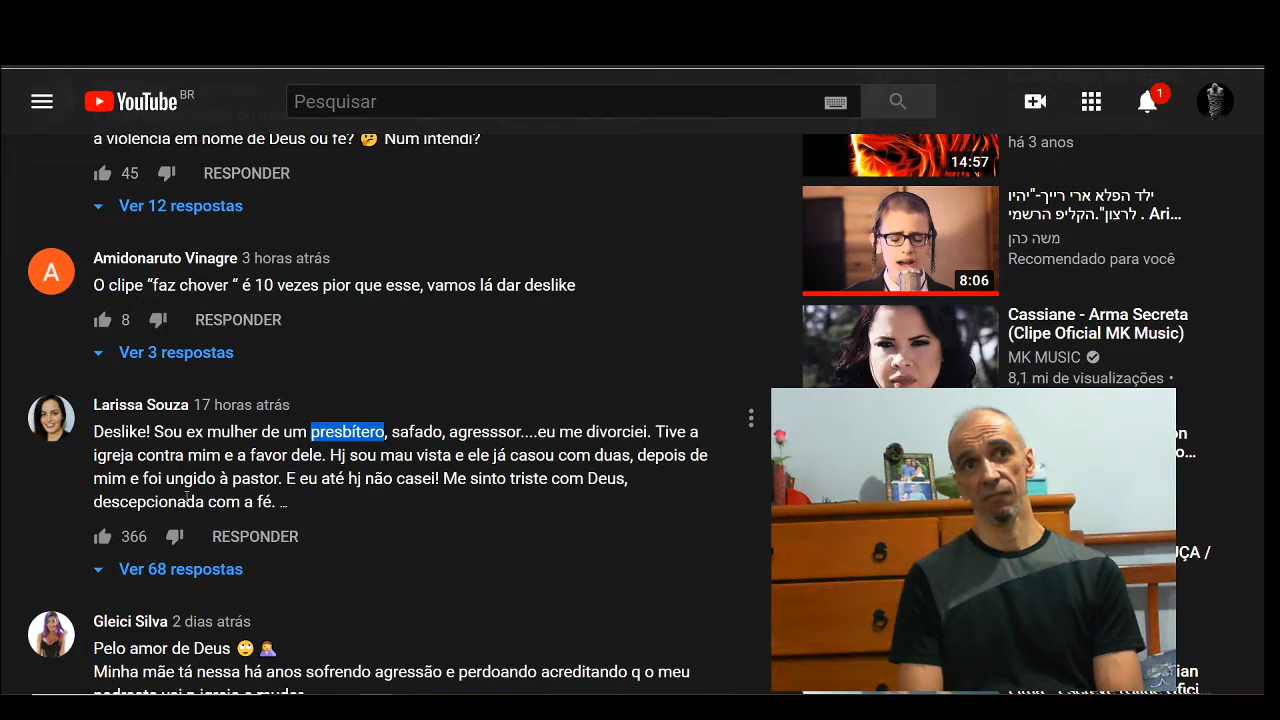 YouTube BR
Pesquisar
1
a violência em nome de Deus ou fé? 🤔 Num intendi?
45 RESPONDER
Ver 12 respostas
A
Amidonaruto Vinagre 3 horas atrás
O clipe “faz chover “ é 10 vezes pior que esse, vamos lá dar deslike
8 RESPONDER
Ver 3 respostas
Larissa Souza 17 horas atrás
Deslike! Sou ex mulher de um presbítero, safado, agresssor....eu me divorciei. Tive a
igreja contra mim e a favor dele. Hj sou mau vista e ele já casou com duas, depois de
mim e foi ungido à pastor. E eu até hj não casei! Me sinto triste com Deus,
descepcionada com a fé. ...
366 RESPONDER
Ver 68 respostas
Gleici Silva 2 dias atrás
Pelo amor de Deus 🙄 🤦‍♀️
Minha mãe tá nessa há anos sofrendo agressão e perdoando acreditando q o meu
14:57
há 3 anos
ילד הפלא ארי רייך-"יהיו
לרצון".הקליפ הרשמי . Ari...
משה כהן
Recomendado para você
8:06
Cassiane - Arma Secreta
(Clipe Oficial MK Music)
MK MUSIC
8,1 mi de visualizações •